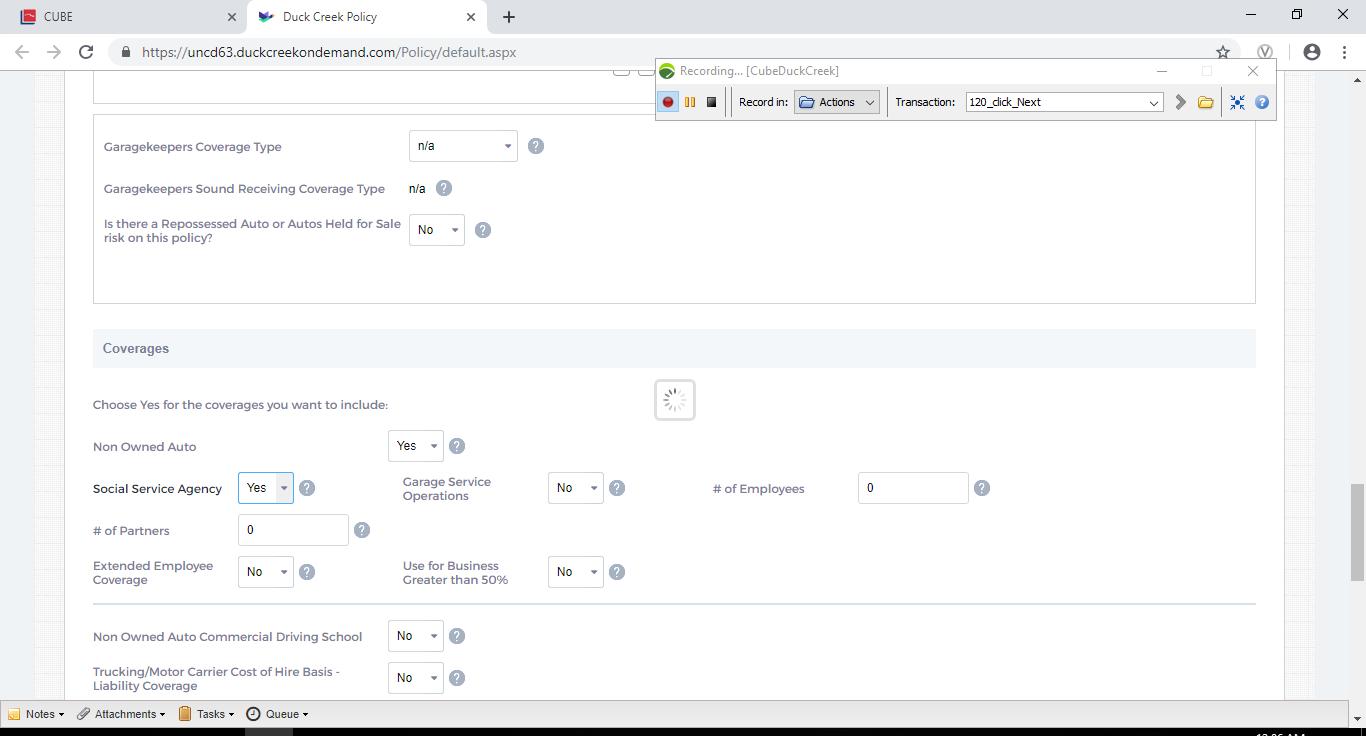 CUBE
Duck Creek Policy
https://uncd63.duckcreekondemand.com/Policy/default.aspx
Recording... [CubeDuckCreek]
Record in: Actions Transaction: 120_click_Next
Garagekeepers Coverage Type n/a
Garagekeepers Sound Receiving Coverage Type n/a
Is there a Repossessed Auto or Autos Held for Sale
risk on this policy? No
Coverages
Choose Yes for the coverages you want to include:
Non Owned Auto Yes
Social Service Agency Yes
Garage Service
Operations No
# of Employees 0
# of Partners 0
Extended Employee
Coverage No
Use for Business
Greater than 50% No
Non Owned Auto Commercial Driving School No
Trucking/Motor Carrier Cost of Hire Basis -
Liability Coverage No
Notes Attachments Tasks Queue